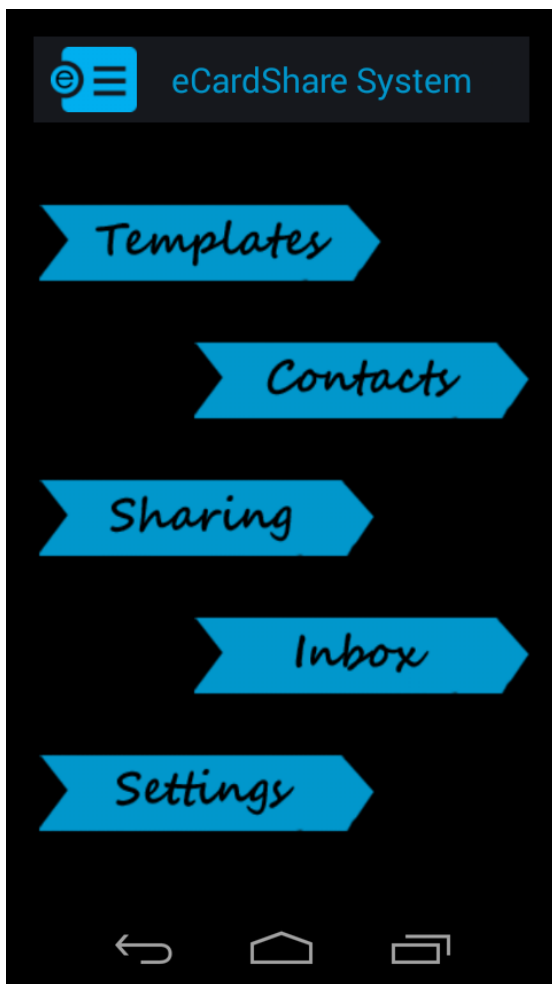 e
eCardShare System
Templates
Contacts
Sharing
Inbox
Settings